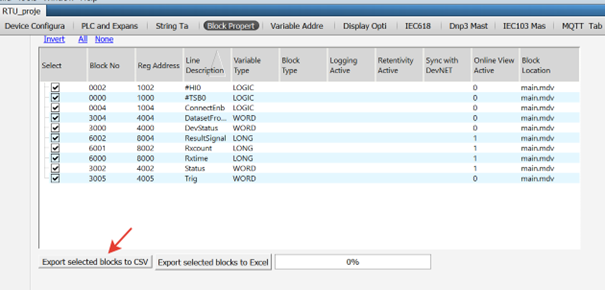 RTU_proje
Device Configura PLC and Expans String Ta Block Propert Variable Addre Display Opti IEC618 Dnp3 Mast IEC103 Mas MQTT Tab
Invert All None
Select Block No Reg Address Line Description Variable Type Block Type Logging Active Retentivity Active Sync with DevNET Online View Active Block Location
0002 1002 #HI0 LOGIC 0 main.mdv
0000 1000 #TSB0 LOGIC 0 main.mdv
0004 1004 ConnectEnb LOGIC 0 main.mdv
3004 4004 DatasetFro... WORD 0 main.mdv
3000 4000 DevStatus WORD 0 main.mdv
6002 8004 ResultSignal LONG 1 main.mdv
6001 8002 Rxcount LONG 1 main.mdv
6000 8000 Rxtime LONG 1 main.mdv
3002 4002 Status WORD 0 main.mdv
3005 4005 Trig WORD 0 main.mdv
Export selected blocks to CSV Export selected blocks to Excel 0%